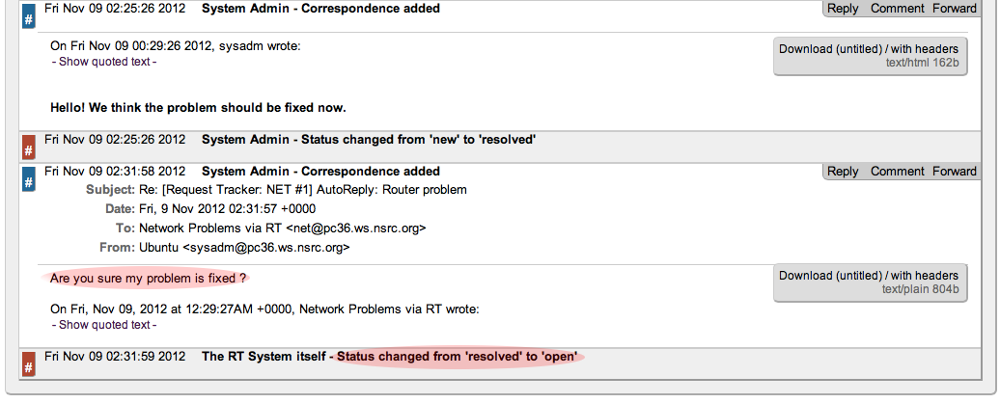 # Fri Nov 09 02:25:26 2012 System Admin - Correspondence added Reply Comment Forward
On Fri Nov 09 00:29:26 2012, sysadm wrote: Download (untitled) / with headers
- Show quoted text - text/html 162b
Hello! We think the problem should be fixed now.
# Fri Nov 09 02:25:26 2012 System Admin - Status changed from 'new' to 'resolved'
# Fri Nov 09 02:31:58 2012 System Admin - Correspondence added Reply Comment Forward
Subject: Re: [Request Tracker: NET #1] AutoReply: Router problem
Date: Fri, 9 Nov 2012 02:31:57 +0000
To: Network Problems via RT <net@pc36.ws.nsrc.org>
From: Ubuntu <sysadm@pc36.ws.nsrc.org>
Are you sure my problem is fixed ? Download (untitled) / with headers
text/plain 804b
On Fri, Nov 09, 2012 at 12:29:27AM +0000, Network Problems via RT wrote:
- Show quoted text -
# Fri Nov 09 02:31:59 2012 The RT System itself - Status changed from 'resolved' to 'open'